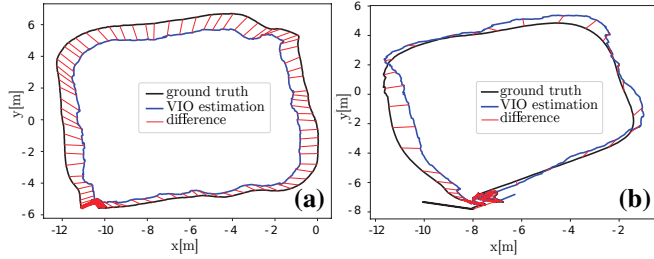 6
4
2
0
-2
-4
-6
y[m]
ground truth
VIO estimation
difference
(a)
-12 -10 -8 -6 -4 -2 0
x[m]
6
4
2
0
-2
-4
-6
-8
y[m]
ground truth
VIO estimation
difference
(b)
-12 -10 -8 -6 -4 -2
x[m]